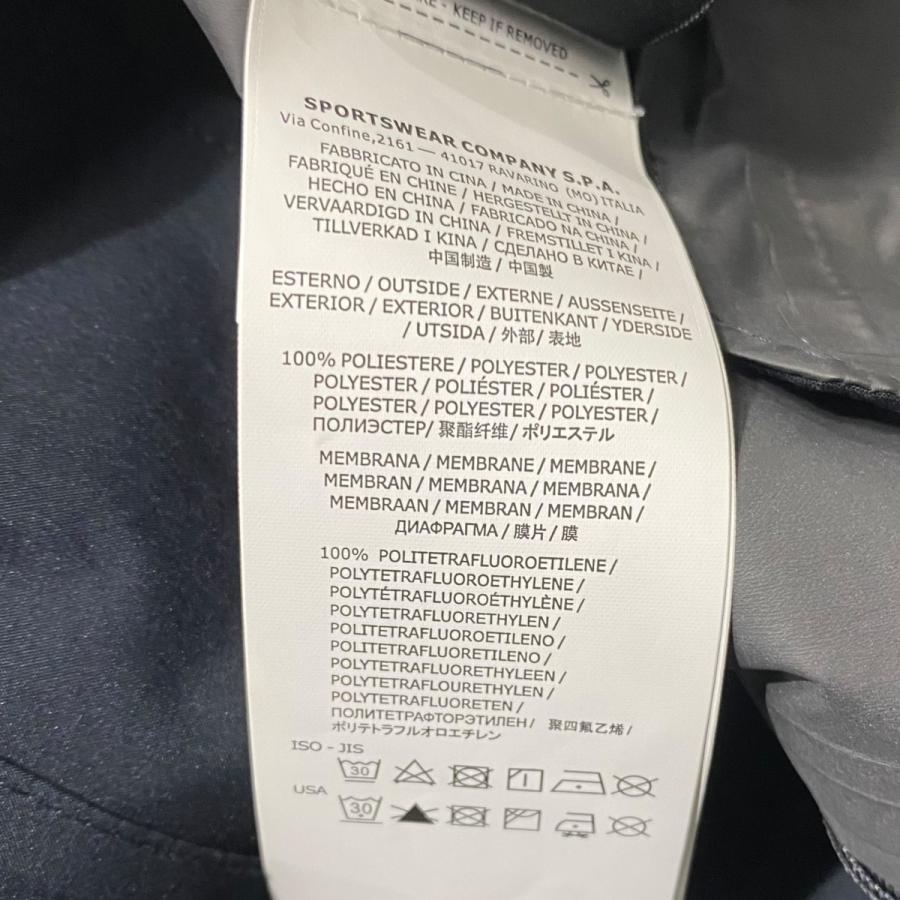 - KEEP IF REMOVED
SPORTSWEAR COMPANY S.P.A.
Via Confine,2161 — 41017 RAVARINO (MO) ITALIA
FABBRICATO IN CINA / MADE IN CHINA /
FABRIQUÉ EN CHINE / HERGESTELLT IN CHINA /
HECHO EN CHINA / FABRICADO NA CHINA /
VERVAARDIGD IN CHINA / FREMSTILLET I KINA /
TILLVERKAD I KINA / СДЕЛАНО В КИТАЕ /
中国制造 / 中国製
ESTERNO / OUTSIDE / EXTERNE / AUSSENSEITE /
EXTERIOR / EXTERIOR / BUITENKANT / YDERSIDE
/ UTSIDA / 外部 / 表地
100% POLIESTERE / POLYESTER / POLYESTER /
POLYESTER / POLIÉSTER / POLIÉSTER /
POLYESTER / POLYESTER / POLYESTER /
ПОЛИЭСТЕР/ 聚酯纤维/ ポリエステル
MEMBRANA / MEMBRANE / MEMBRANE /
MEMBRAN / MEMBRANA / MEMBRANA /
MEMBRAAN / MEMBRAN / MEMBRAN /
ДИАФРАГМА / 膜片 / 膜
100% POLITETRAFLUOROETILENE /
POLYTETRAFLUOROETHYLENE /
POLYTÉTRAFLUOROÉTHYLÈNE /
POLYTETRAFLUORETHYLEN /
POLITETRAFLUOROETILENO /
POLITETRAFLUORETILENO /
POLYTETRAFLUORETHYLEEN /
POLYTETRAFLOURETHYLEN /
POLYTETRAFLUORETEN /
ПОЛИТЕТРАФТОРЭТИЛЕН / 聚四氟乙烯 /
ポリテトラフルオロエチレン
ISO - JIS
30
USA
30